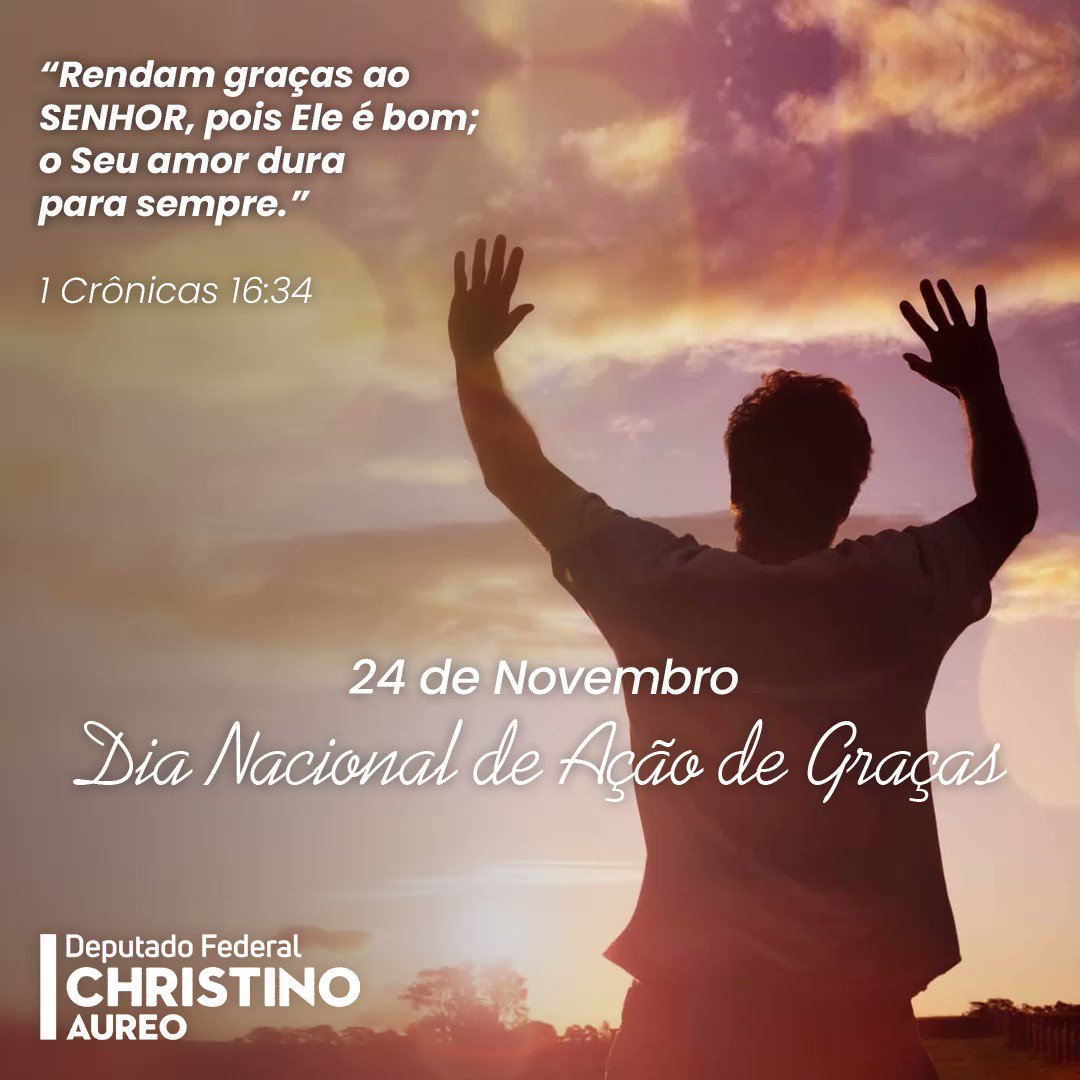 “Rendam graças ao
SENHOR, pois Ele é bom;
o Seu amor dura
para sempre.”
1 Crônicas 16:34
24 de Novembro
Dia Nacional de Ação de Graças
Deputado Federal
CHRISTINO
AUREO